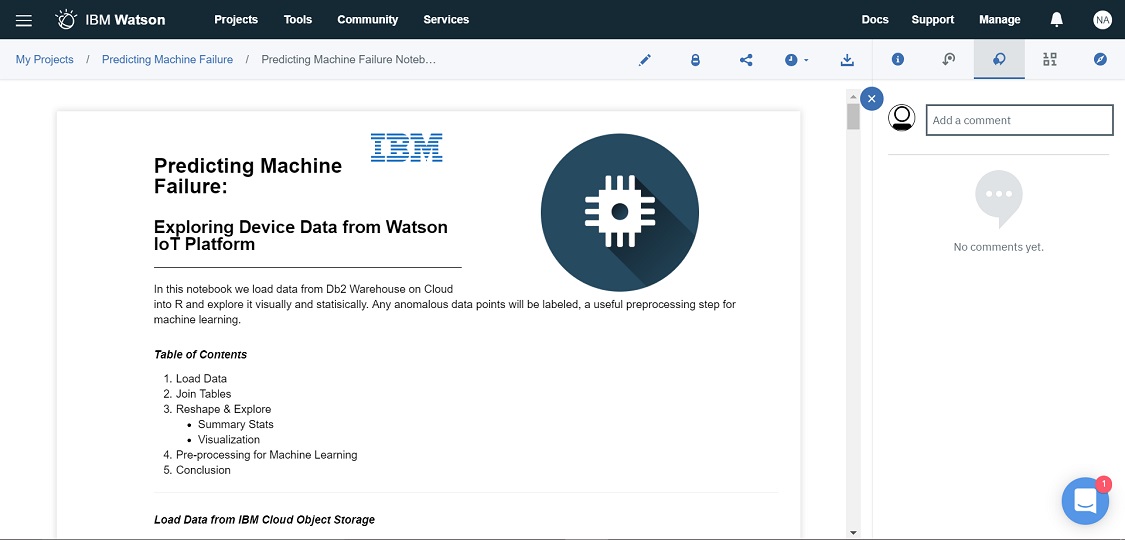 IBM Watson Projects Tools Community Services Docs Support Manage NA
My Projects / Predicting Machine Failure / Predicting Machine Failure Noteb...
Add a comment
No comments yet.
IBM
Predicting Machine
Failure:
Exploring Device Data from Watson
IoT Platform
In this notebook we load data from Db2 Warehouse on Cloud
into R and explore it visually and statisically. Any anomalous data points will be labeled, a useful preprocessing step for
machine learning.
Table of Contents
1. Load Data
2. Join Tables
3. Reshape & Explore
• Summary Stats
• Visualization
4. Pre-processing for Machine Learning
5. Conclusion
Load Data from IBM Cloud Object Storage
1